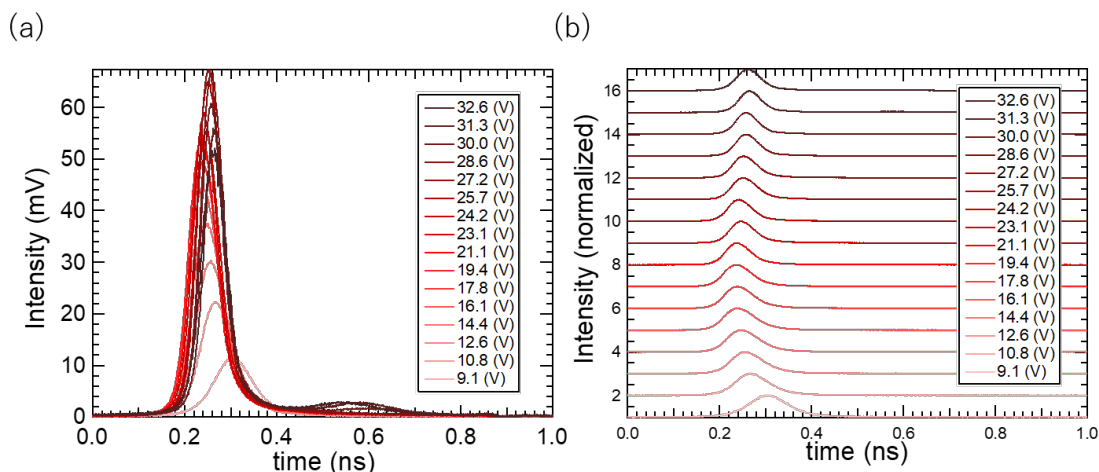 (a)
Intensity (mV)
60
50
40
30
20
10
0
0.0 0.2 0.4 0.6 0.8 1.0
time (ns)
32.6 (V)
31.3 (V)
30.0 (V)
28.6 (V)
27.2 (V)
25.7 (V)
24.2 (V)
23.1 (V)
21.1 (V)
19.4 (V)
17.8 (V)
16.1 (V)
14.4 (V)
12.6 (V)
10.8 (V)
9.1 (V)
(b)
Intensity (normalized)
16
14
12
10
8
6
4
2
0.0 0.2 0.4 0.6 0.8 1.0
time (ns)
32.6 (V)
31.3 (V)
30.0 (V)
28.6 (V)
27.2 (V)
25.7 (V)
24.2 (V)
23.1 (V)
21.1 (V)
19.4 (V)
17.8 (V)
16.1 (V)
14.4 (V)
12.6 (V)
10.8 (V)
9.1 (V)